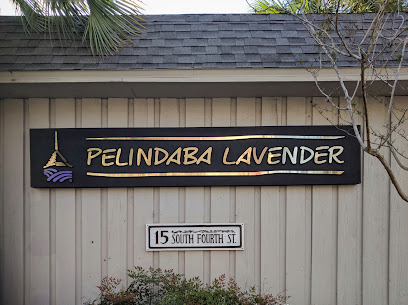 PELINDABA LAVENDER
15 SOUTH FOURTH ST.